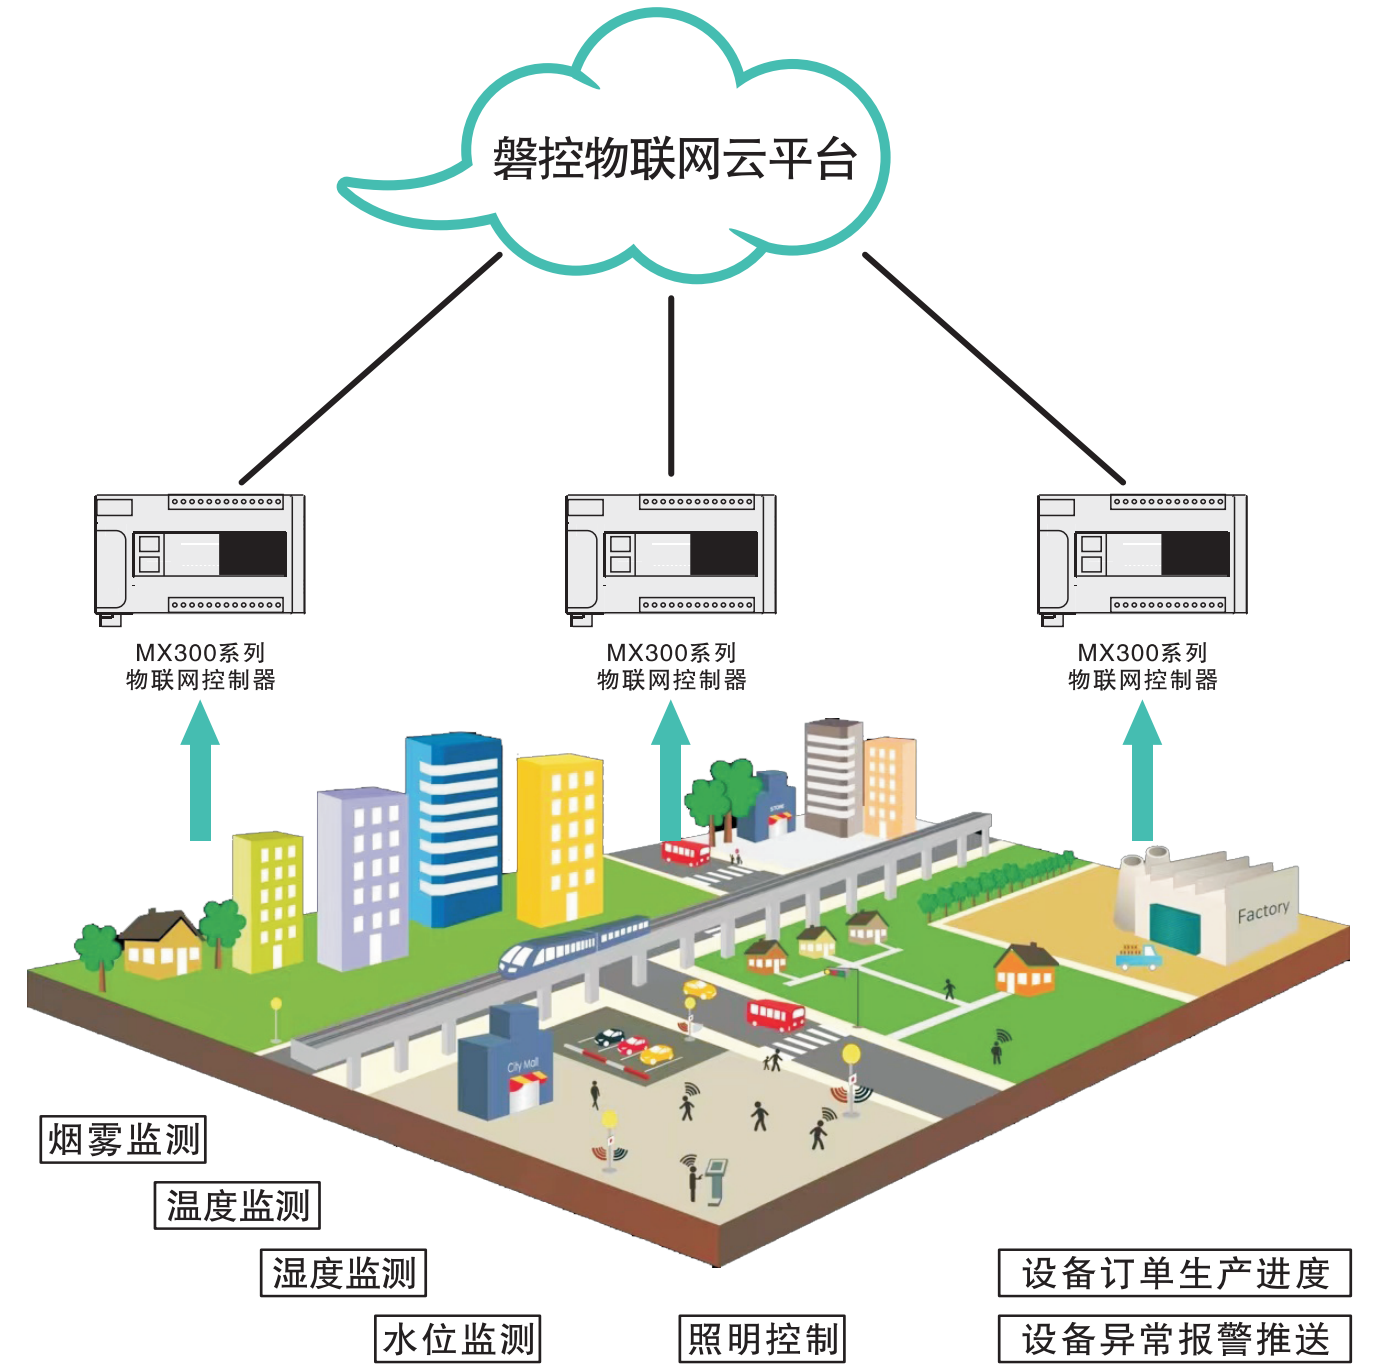 磐控物联网云平台
MX300系列
物联网控制器
MX300系列
物联网控制器
MX300系列
物联网控制器
STORE
Factory
City Mall
烟雾监测
温度监测
湿度监测
水位监测
照明控制
设备订单生产进度
设备异常报警推送